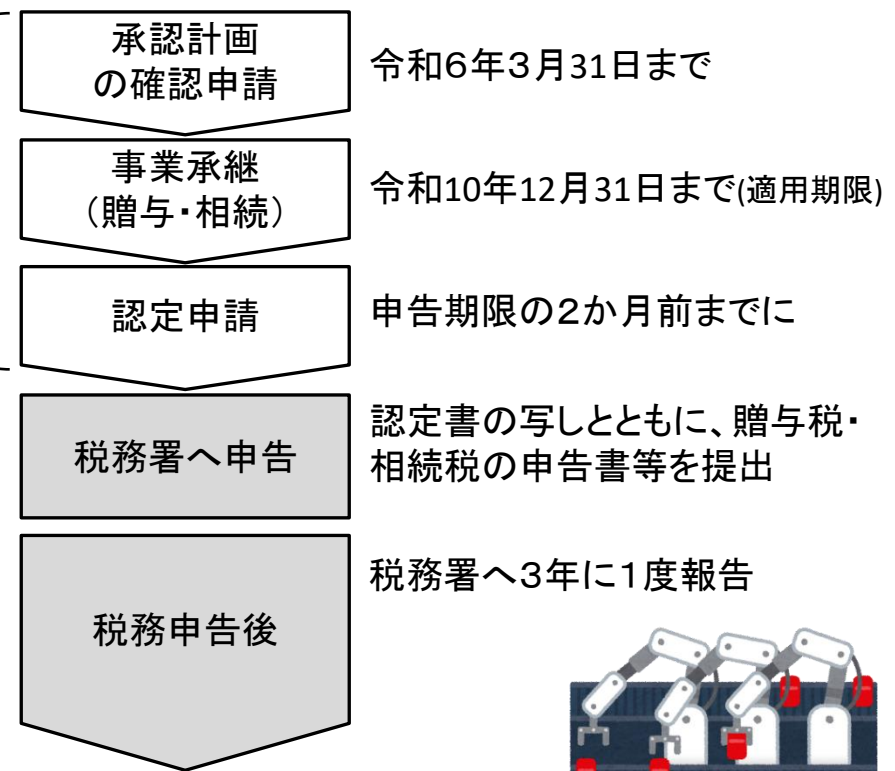 承認計画
の確認申請
令和6年3月31日まで
事業承継
(贈与・相続)
令和10年12月31日まで(適用期限)
認定申請
申告期限の2か月前までに
税務署へ申告
認定書の写しとともに、贈与税・
相続税の申告書等を提出
税務申告後
税務署へ3年に1度報告